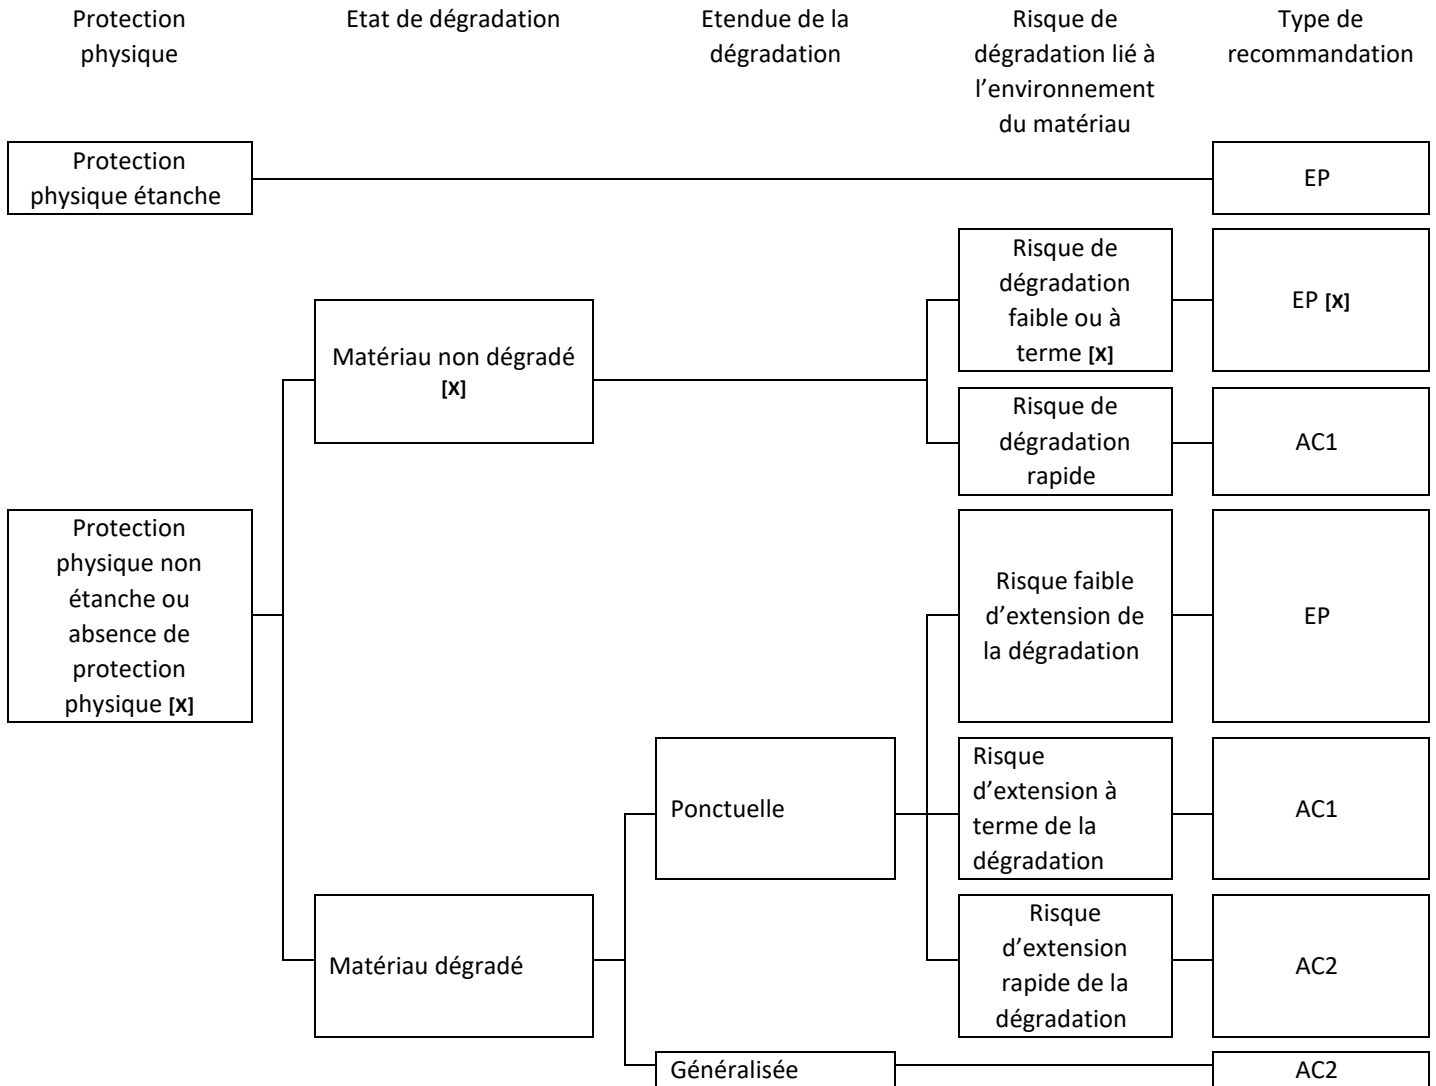 Protection
physique
Etat de dégradation
Etendue de la
dégradation
Risque de
dégradation lié à
l’environnement
du matériau
Type de
recommandation
Protection
physique étanche
EP
Risque de
dégradation
faible ou à
terme [X]
EP [X]
Matériau non dégradé
[X]
Risque de
dégradation
rapide
AC1
Protection
physique non
étanche ou
absence de
protection
physique [X]
Risque faible
d’extension de
la dégradation
EP
Ponctuelle
Risque
d’extension à
terme de la
dégradation
AC1
Matériau dégradé
Risque
d’extension
rapide de la
dégradation
AC2
Généralisée
AC2